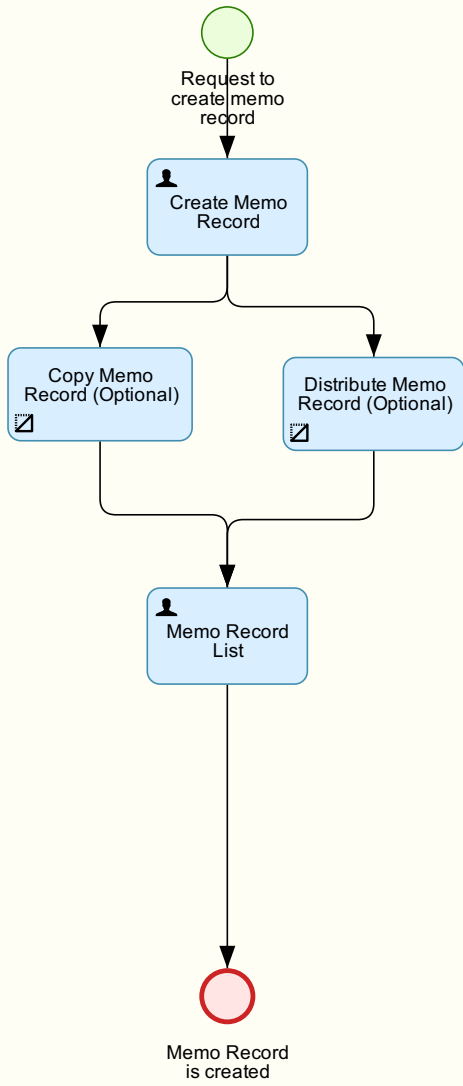 Request to
create memo
record
Create Memo
Record
Copy Memo
Record (Optional)
Distribute Memo
Record (Optional)
Memo Record
List
Memo Record
is created